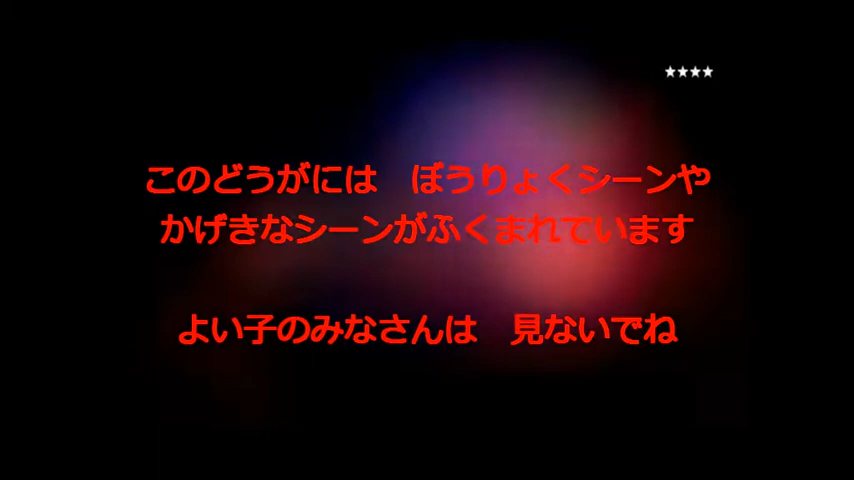 ★★★★
このどうがには　ぼうりょくシーンや
かげきなシーンがふくまれています
よい子のみなさんは　見ないでね